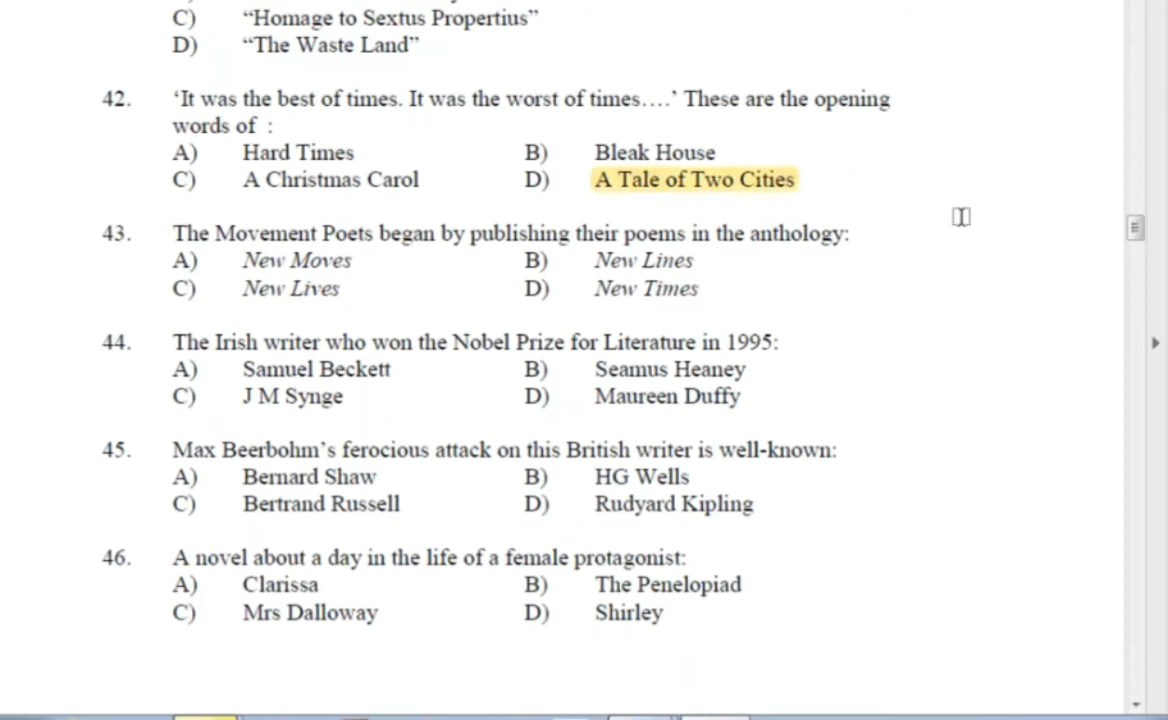 C) “Homage to Sextus Propertius”
D) “The Waste Land”
42. ‘It was the best of times. It was the worst of times….’ These are the opening
words of :
A) Hard Times B) Bleak House
C) A Christmas Carol D) A Tale of Two Cities
43. The Movement Poets began by publishing their poems in the anthology:
A) New Moves B) New Lines
C) New Lives D) New Times
44. The Irish writer who won the Nobel Prize for Literature in 1995:
A) Samuel Beckett B) Seamus Heaney
C) J M Synge D) Maureen Duffy
45. Max Beerbohm’s ferocious attack on this British writer is well-known:
A) Bernard Shaw B) HG Wells
C) Bertrand Russell D) Rudyard Kipling
46. A novel about a day in the life of a female protagonist:
A) Clarissa B) The Penelopiad
C) Mrs Dalloway D) Shirley